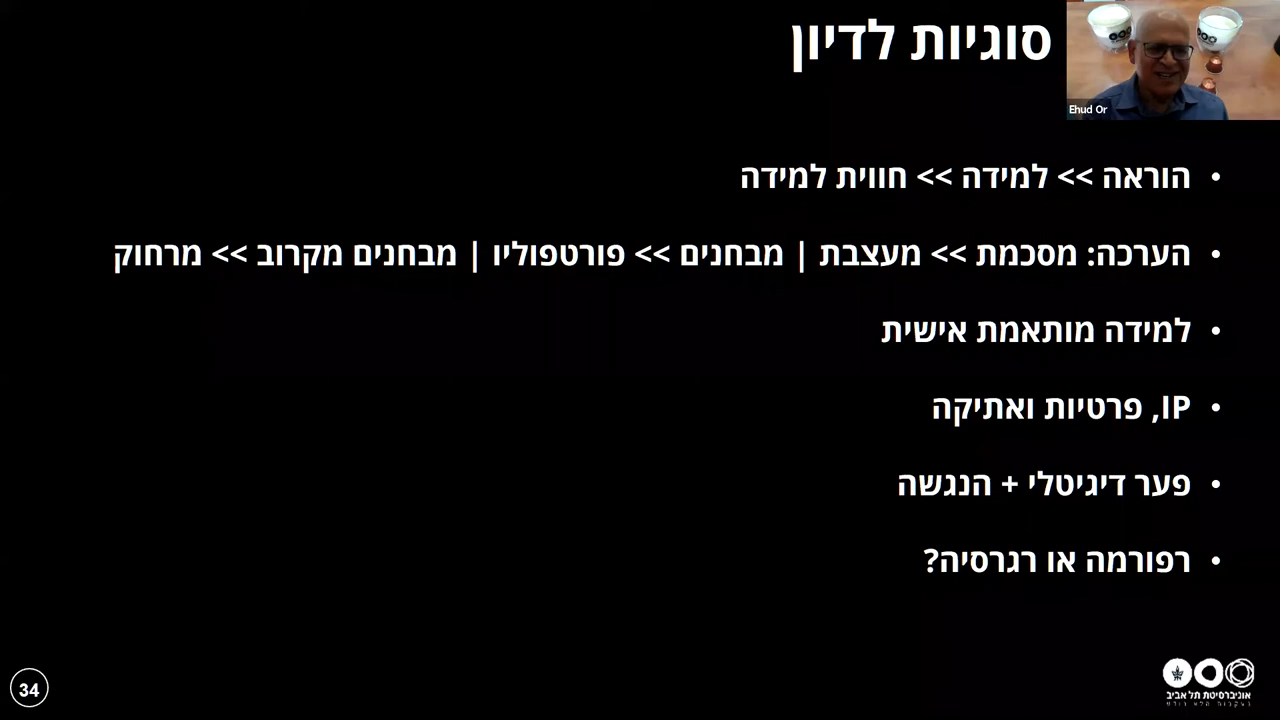 סוגיות לדיון
Ehud Or
• הוראה >> למידה >> חווית למידה
• הערכה: מסכמת >> מעצבת | מבחנים >> פורטפוליו | מבחנים מקרוב >> מרחוק
• למידה מותאמת אישית
• IP, פרטיות ואתיקה
• פער דיגיטלי + הנגשה
• רפורמה או רגרסיה?
34
אוניברסיטת תל אביב